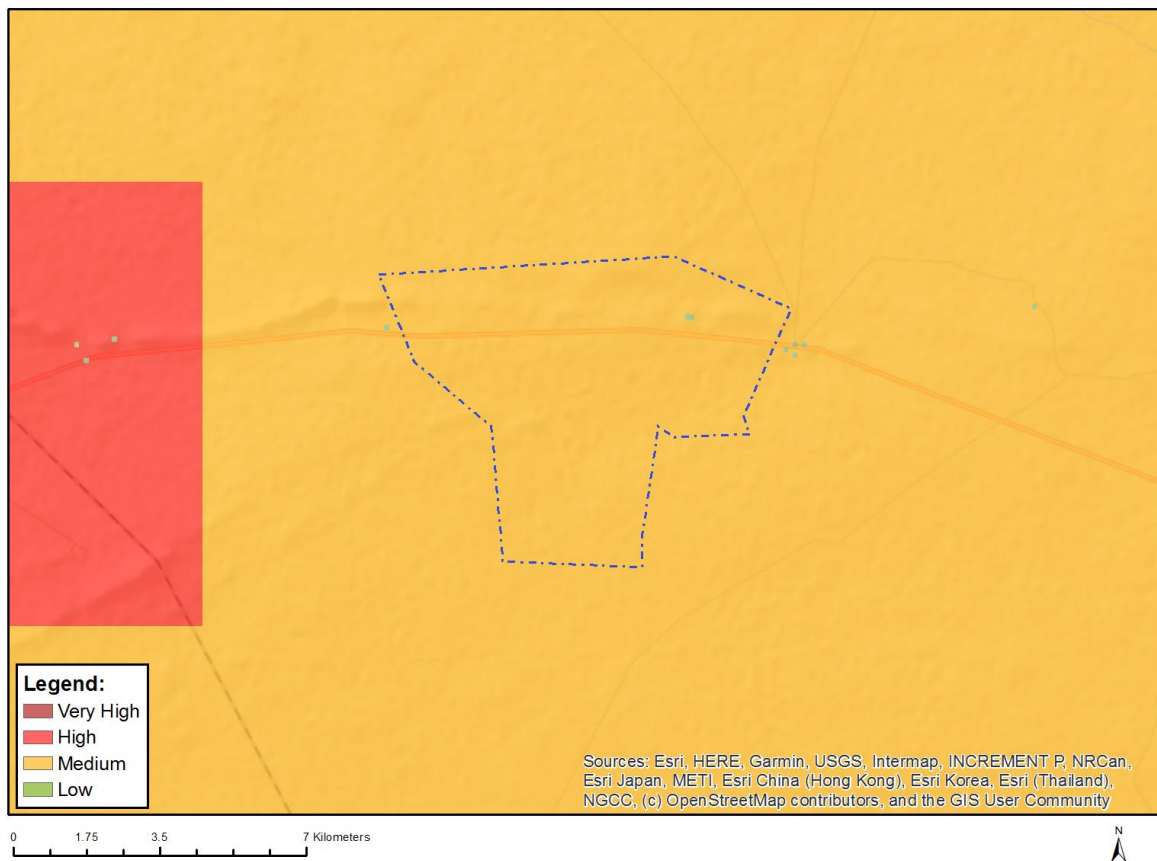 Legend:
Very High
High
Medium
Low
Sources: Esri, HERE, Garmin, USGS, Intermap, INCREMENT P, NRCan,
Esri Japan, METI, Esri China (Hong Kong), Esri Korea, Esri (Thailand),
NGCC, (c) OpenStreetMap contributors, and the GIS User Community
0 1.75 3.5 7 Kilometers
N